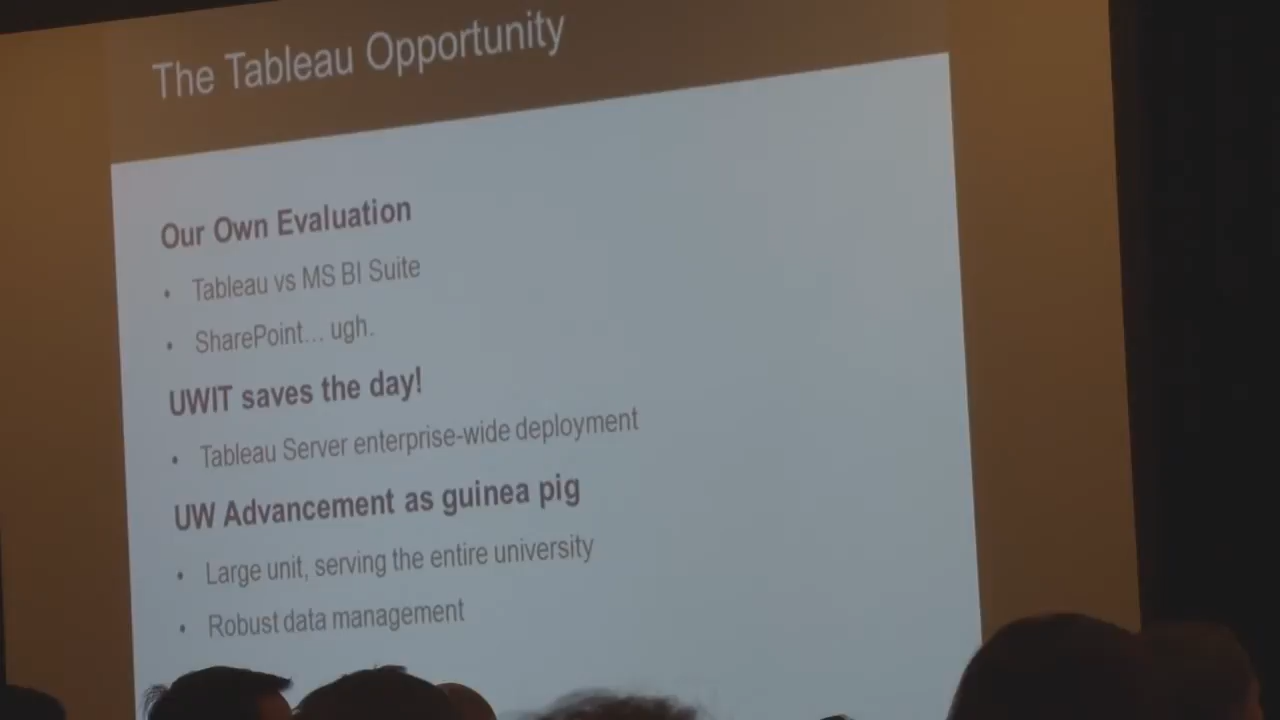 The Tableau Opportunity
Our Own Evaluation
• Tableau vs MS BI Suite
• SharePoint... ugh.
UWIT saves the day!
• Tableau Server enterprise-wide deployment
UW Advancement as guinea pig
• Large unit, serving the entire university
• Robust data management